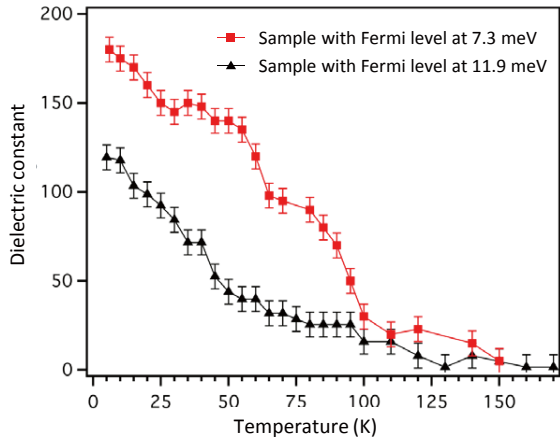 Dielectric constant
200
150
100
50
0
Sample with Fermi level at 7.3 meV
Sample with Fermi level at 11.9 meV
0 25 50 75 100 125 150
Temperature (K)